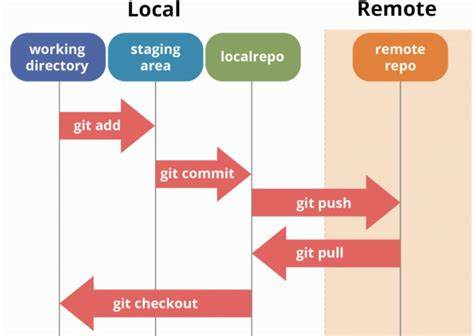 Local
Remote
working
directory
staging
area
localrepo
remote
repo
git add
git commit
git push
git pull
git checkout